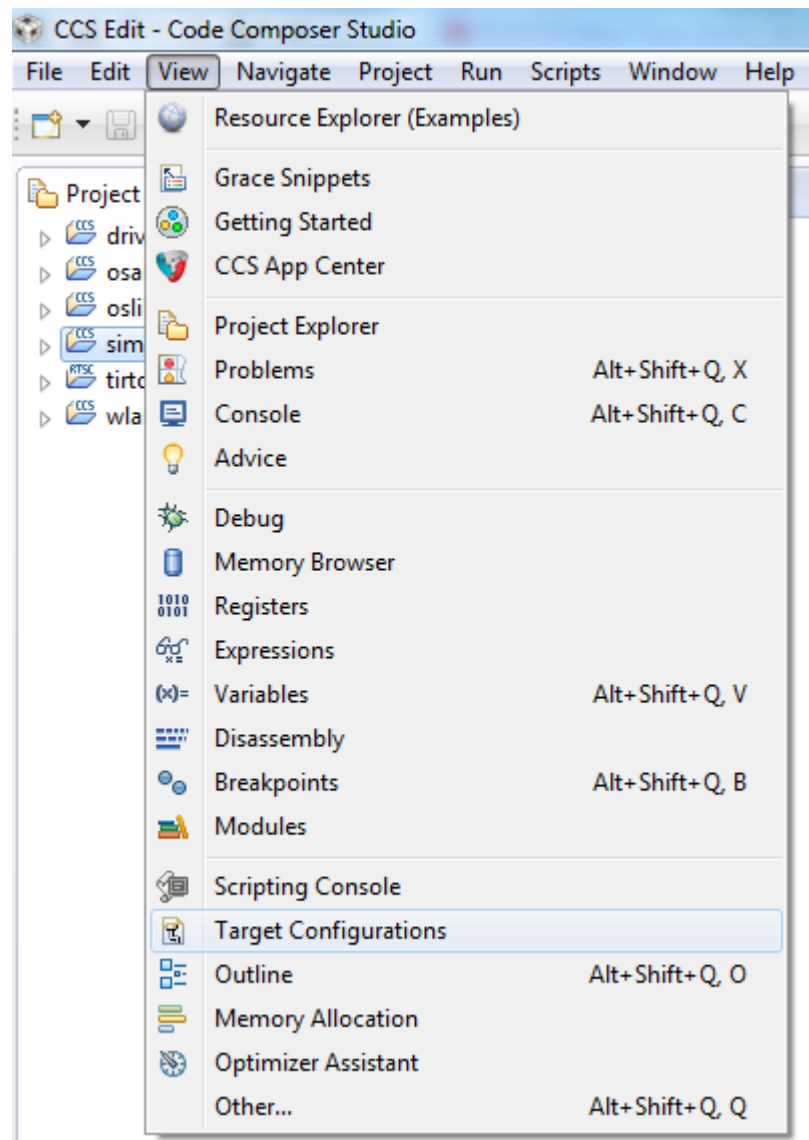 CCS Edit - Code Composer Studio
File Edit View Navigate Project Run Scripts Window Help
Resource Explorer (Examples)
Project
Grace Snippets
driv
Getting Started
osa
CCS App Center
osli
Project Explorer
sim
Problems Alt+Shift+Q, X
tirto
Console Alt+Shift+Q, C
wla
Advice
Debug
Memory Browser
1010
0101
Registers
Expressions
(x)= Variables Alt+Shift+Q, V
Disassembly
Breakpoints Alt+Shift+Q, B
Modules
Scripting Console
Target Configurations
Outline Alt+Shift+Q, O
Memory Allocation
Optimizer Assistant
Other... Alt+Shift+Q, Q